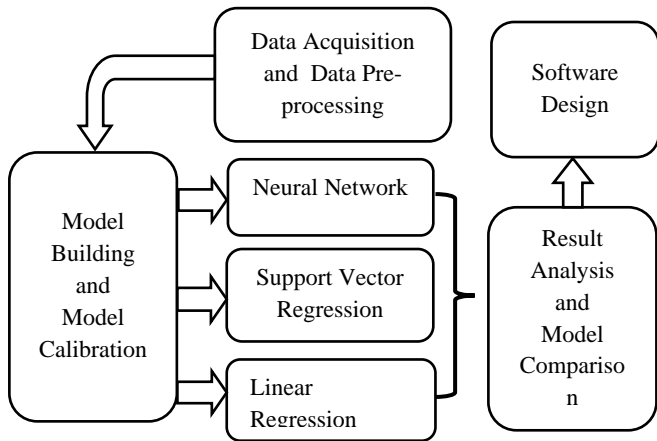 Data Acquisition
and Data Pre-
processing
Software
Design
Model
Building
and
Model
Calibration
Neural Network
Support Vector
Regression
Linear
Regression
Result
Analysis
and
Model
Compariso
n